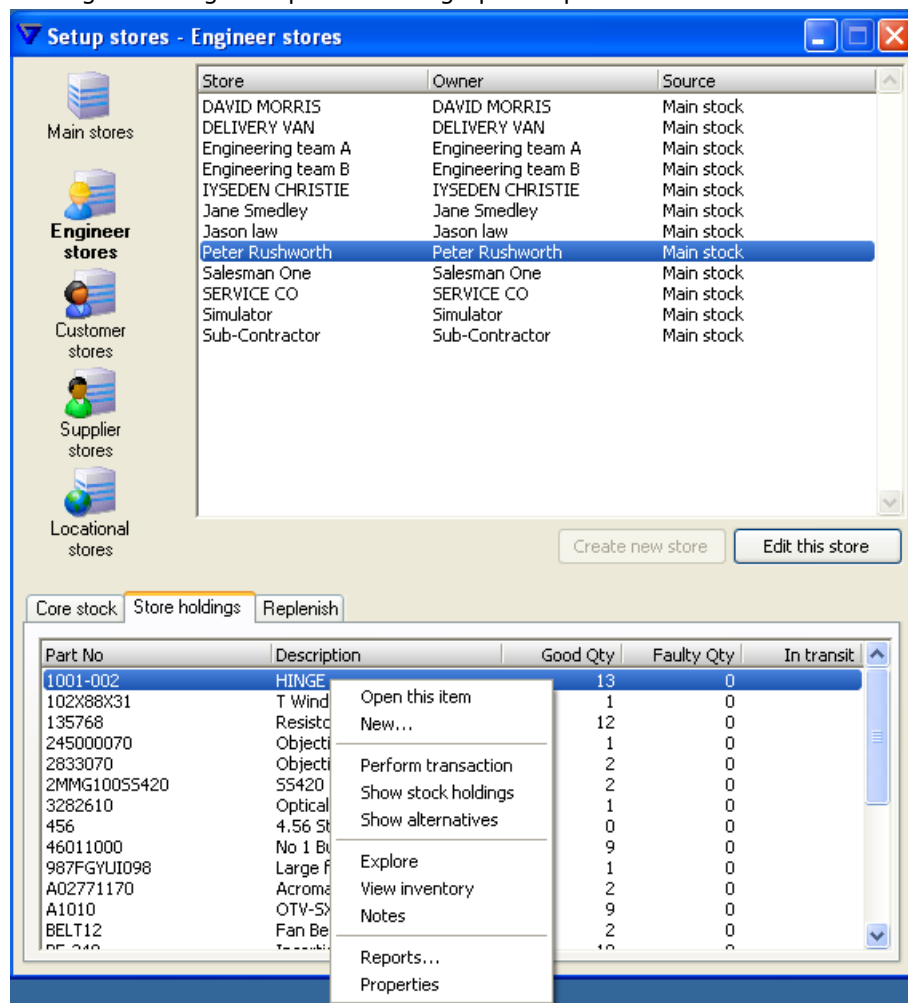 Setup stores - Engineer stores
Main stores
Engineer
stores
Customer
stores
Supplier
stores
Locational
stores
Store Owner Source
DAVID MORRIS DAVID MORRIS Main stock
DELIVERY VAN DELIVERY VAN Main stock
Engineering team A Engineering team A Main stock
Engineering team B Engineering team B Main stock
IYSEDEN CHRISTIE IYSEDEN CHRISTIE Main stock
Jane Smedley Jane Smedley Main stock
Jason law Jason law Main stock
Peter Rushworth Peter Rushworth Main stock
Salesman One Salesman One Main stock
SERVICE CO SERVICE CO Main stock
Simulator Simulator Main stock
Sub-Contractor Sub-Contractor Main stock
Create new store Edit this store
Core stock Store holdings Replenish
Part No Description Good Qty Faulty Qty In transit
1001-002 HINGE 13 0
102X88X31 T Wind 1 0
135768 Resisto 12 0
245000070 Objecti 1 0
2833070 Objecti 2 0
2MMG100SS420 SS420 2 0
3282610 Optical 1 0
456 4.56 St 0 0
46011000 No 1 Bu 9 0
987FGYUI098 Large f 1 0
A02771170 Acroma 2 0
A1010 OTV-SX 9 0
BELT12 Fan Be 2 0
Open this item
New...
Perform transaction
Show stock holdings
Show alternatives
Explore
View inventory
Notes
Reports...
Properties